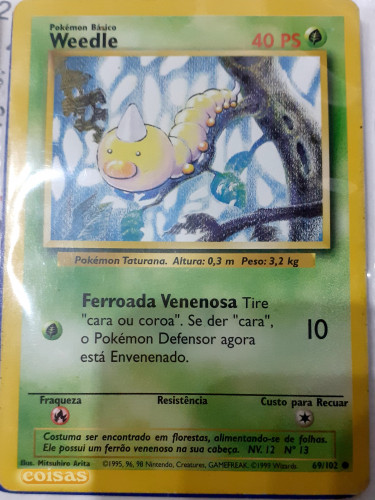 Pokémon Básico
Weedle
40 PS
Pokémon Taturana. Altura: 0,3 m Peso: 3,2 kg
Ferroada Venenosa Tire
"cara ou coroa". Se der "cara",
o Pokémon Defensor agora
está Envenenado.
10
Fraqueza Resistência Custo para Recuar
Costuma ser encontrado em florestas, alimentando-se de folhas.
Ele possui um ferrão venenoso na sua cabeça. NV. 12 N° 13
Illus. Mitsuhiro Arita ©1995, 96, 98 Nintendo, Creatures, GAMEFREAK. ©1999 Wizards. 69/102
coisas